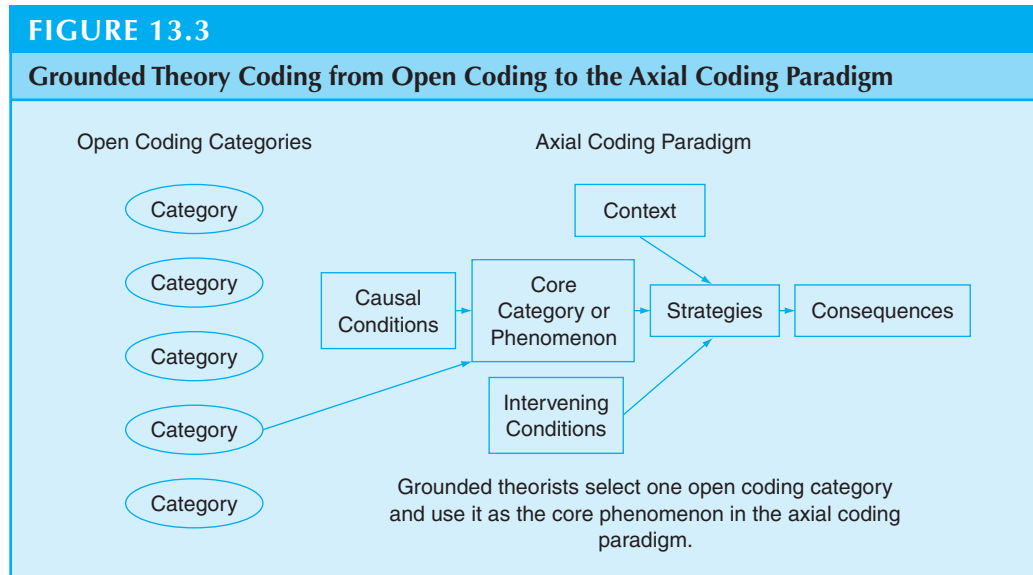 FIGURE 13.3
Grounded Theory Coding from Open Coding to the Axial Coding Paradigm
Open Coding Categories
Category
Category
Category
Category
Category
Axial Coding Paradigm
Context
Causal
Conditions
Core
Category or
Phenomenon
Strategies
Consequences
Intervening
Conditions
Grounded theorists select one open coding category
and use it as the core phenomenon in the axial coding
paradigm.